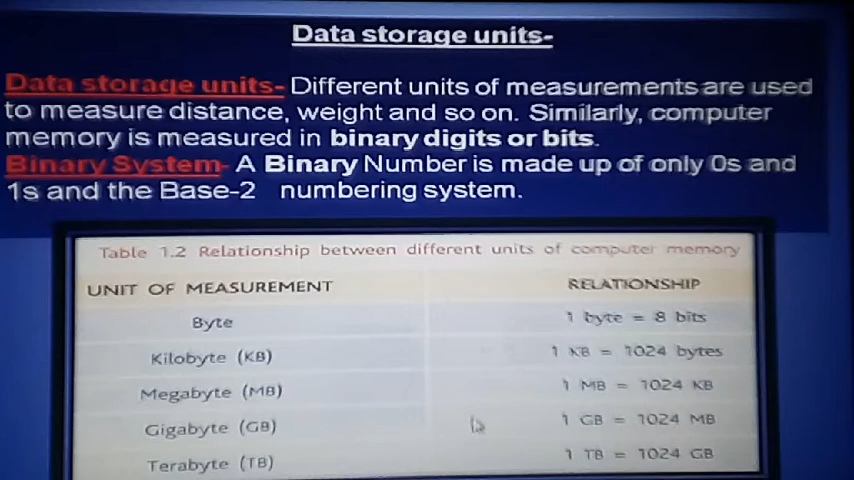 Data storage units-
Data storage units- Different units of measurements are used
to measure distance, weight and so on. Similarly, computer
memory is measured in binary digits or bits.
Binary System- A Binary Number is made up of only 0s and
1s and the Base-2 numbering system.
Table 1.2 Relationship between different units of computer memory
UNIT OF MEASUREMENT RELATIONSHIP
Byte 1 byte = 8 bits
Kilobyte (KB) 1 KB = 1024 bytes
Megabyte (MB) 1 MB = 1024 KB
Gigabyte (GB) 1 GB = 1024 MB
Terabyte (TB) 1 TB = 1024 GB